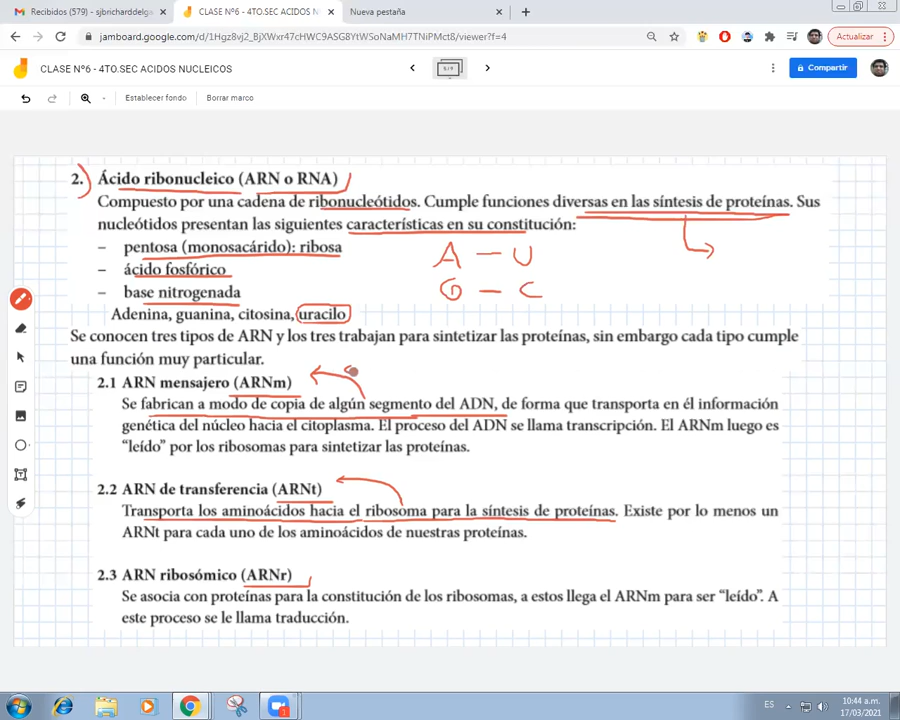 Recibidos (579) - sjbricharddelga
CLASE Nº6 - 4TO.SEC ACIDOS NU
Nueva pestaña
jamboard.google.com/d/1Hgz8vj2_BjXWxr47cHWC9ASG8YtWSoNaMH7TNiPMct8/viewer?f=4
Actualizar
CLASE Nº6 - 4TO.SEC ACIDOS NUCLEICOS
Compartir
Establecer fondo
Borrar marco
2. Ácido ribonucleico (ARN o RNA)
Compuesto por una cadena de ribonucleótidos. Cumple funciones diversas en las síntesis de proteínas. Sus
nucleótidos presentan las siguientes características en su constitución:
– pentosa (monosacárido): ribosa
A — U
– ácido fosfórico
– base nitrogenada
G — C
Adenina, guanina, citosina, uracilo
Se conocen tres tipos de ARN y los tres trabajan para sintetizar las proteínas, sin embargo cada tipo cumple
una función muy particular.
2.1 ARN mensajero (ARNm)
Se fabrican a modo de copia de algún segmento del ADN, de forma que transporta en él información
genética del núcleo hacia el citoplasma. El proceso del ADN se llama transcripción. El ARNm luego es
"leído" por los ribosomas para sintetizar las proteínas.
2.2 ARN de transferencia (ARNt)
Transporta los aminoácidos hacia el ribosoma para la síntesis de proteínas. Existe por lo menos un
ARNt para cada uno de los aminoácidos de nuestras proteínas.
2.3 ARN ribosómico (ARNr)
Se asocia con proteínas para la constitución de los ribosomas, a estos llega el ARNm para ser "leído". A
este proceso se le llama traducción.
ES
10:44 a.m.
17/03/2021